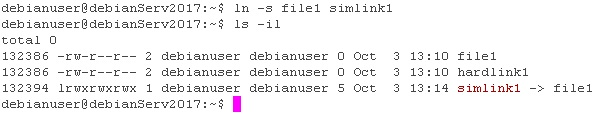 debianuser@debianServ2017:~$ ln -s file1 simlink1
debianuser@debianServ2017:~$ ls -il
total 0
132386 -rw-r--r-- 2 debianuser debianuser 0 Oct  3 13:10 file1
132386 -rw-r--r-- 2 debianuser debianuser 0 Oct  3 13:10 hardlink1
132394 lrwxrwxrwx 1 debianuser debianuser 5 Oct  3 13:14 simlink1 -> file1
debianuser@debianServ2017:~$